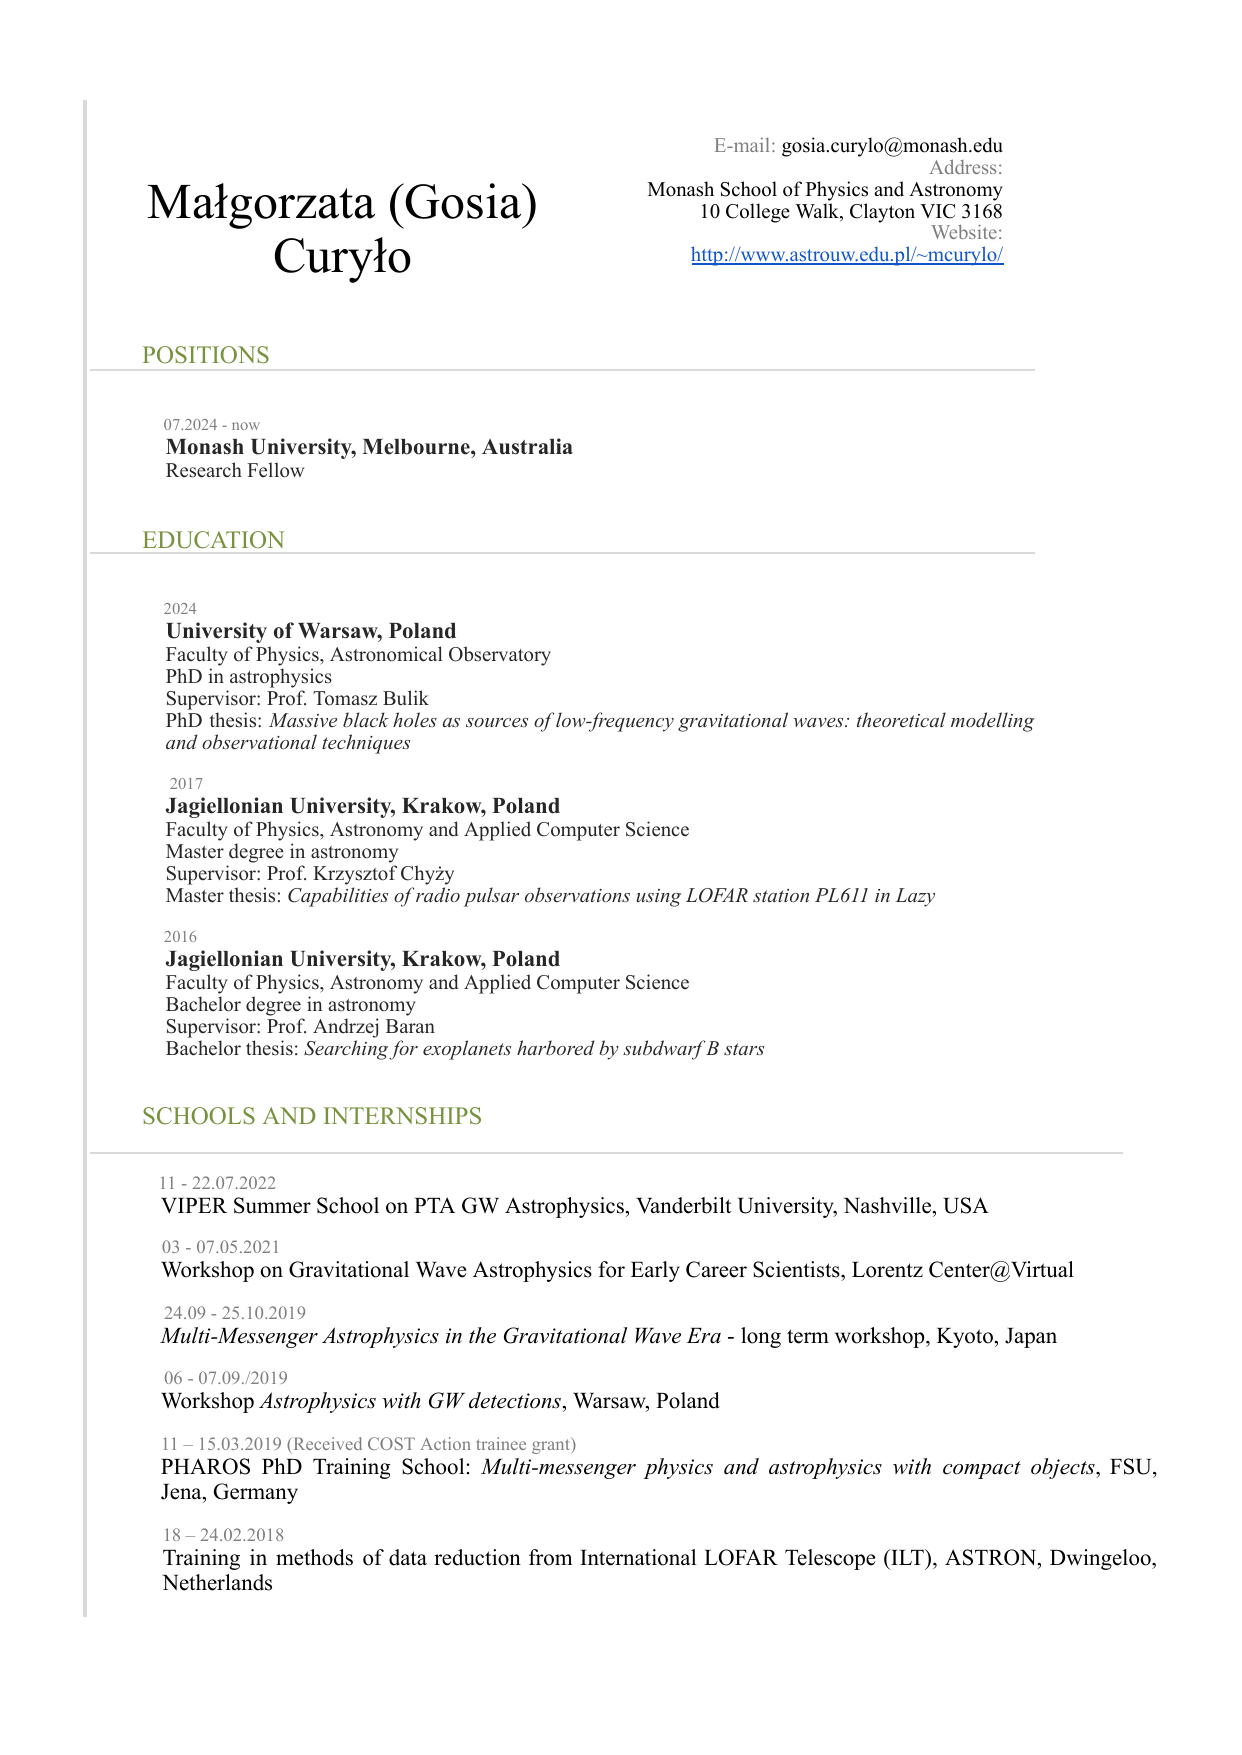 Małgorzata (Gosia)
Curyło
E-mail: gosia.curylo@monash.edu
Address:
Monash School of Physics and Astronomy
10 College Walk, Clayton VIC 3168
Website:
http://www.astrouw.edu.pl/~mcurylo/
POSITIONS
07.2024 - now
Monash University, Melbourne, Australia
Research Fellow
EDUCATION
2024
University of Warsaw, Poland
Faculty of Physics, Astronomical Observatory
PhD in astrophysics
Supervisor: Prof. Tomasz Bulik
PhD thesis: Massive black holes as sources of low-frequency gravitational waves: theoretical modelling
and observational techniques
2017
Jagiellonian University, Krakow, Poland
Faculty of Physics, Astronomy and Applied Computer Science
Master degree in astronomy
Supervisor: Prof. Krzysztof Chyży
Master thesis: Capabilities of radio pulsar observations using LOFAR station PL611 in Lazy
2016
Jagiellonian University, Krakow, Poland
Faculty of Physics, Astronomy and Applied Computer Science
Bachelor degree in astronomy
Supervisor: Prof. Andrzej Baran
Bachelor thesis: Searching for exoplanets harbored by subdwarf B stars
SCHOOLS AND INTERNSHIPS
11 - 22.07.2022
VIPER Summer School on PTA GW Astrophysics, Vanderbilt University, Nashville, USA
03 - 07.05.2021
Workshop on Gravitational Wave Astrophysics for Early Career Scientists, Lorentz Center@Virtual
24.09 - 25.10.2019
Multi-Messenger Astrophysics in the Gravitational Wave Era - long term workshop, Kyoto, Japan
06 - 07.09./2019
Workshop Astrophysics with GW detections, Warsaw, Poland
11 – 15.03.2019 (Received COST Action trainee grant)
PHAROS PhD Training School: Multi-messenger physics and astrophysics with compact objects, FSU,
Jena, Germany
18 – 24.02.2018
Training in methods of data reduction from International LOFAR Telescope (ILT), ASTRON, Dwingeloo,
Netherlands